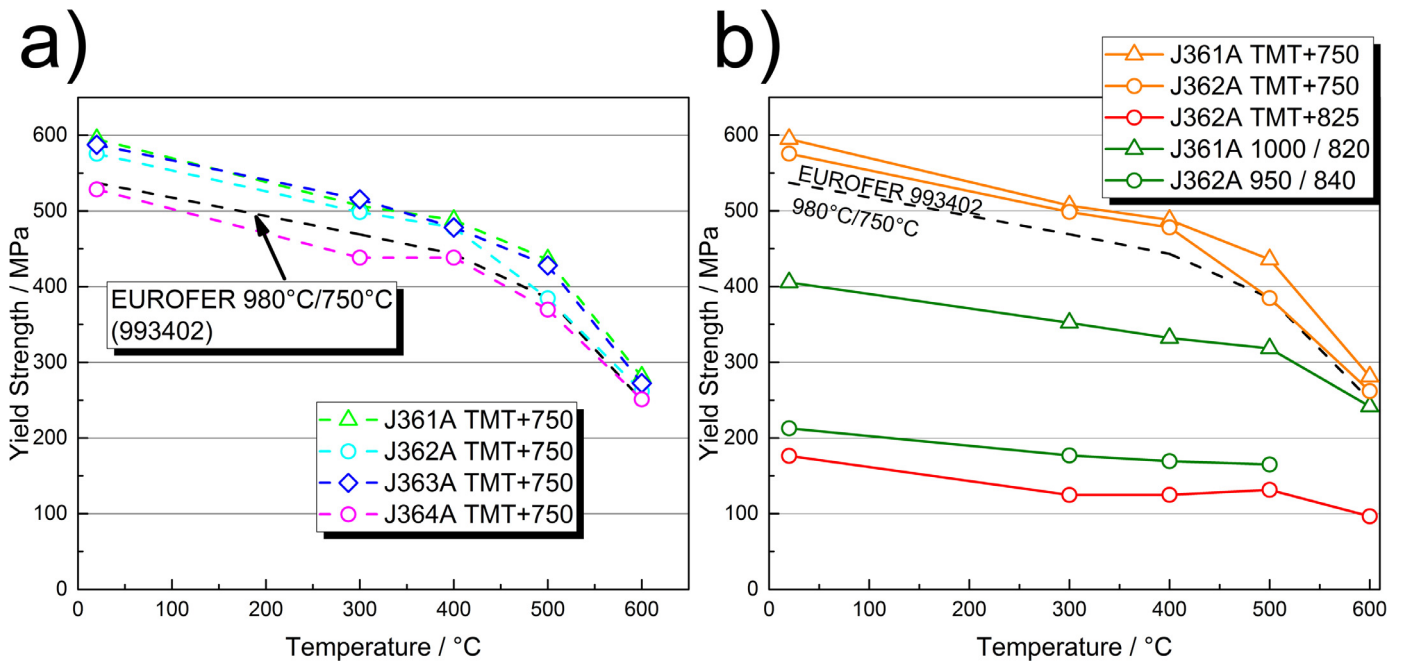 a)
Yield Strength / MPa
600
500
400
300
200
100
0
0 100 200 300 400 500 600
Temperature / °C
EUROFER 980°C/750°C
(993402)
J361A TMT+750
J362A TMT+750
J363A TMT+750
J364A TMT+750
b)
Yield Strength / MPa
600
500
400
300
200
100
0
0 100 200 300 400 500 600
Temperature / °C
J361A TMT+750
J362A TMT+750
J362A TMT+825
J361A 1000 / 820
J362A 950 / 840
EUROFER 993402
980°C/750°C